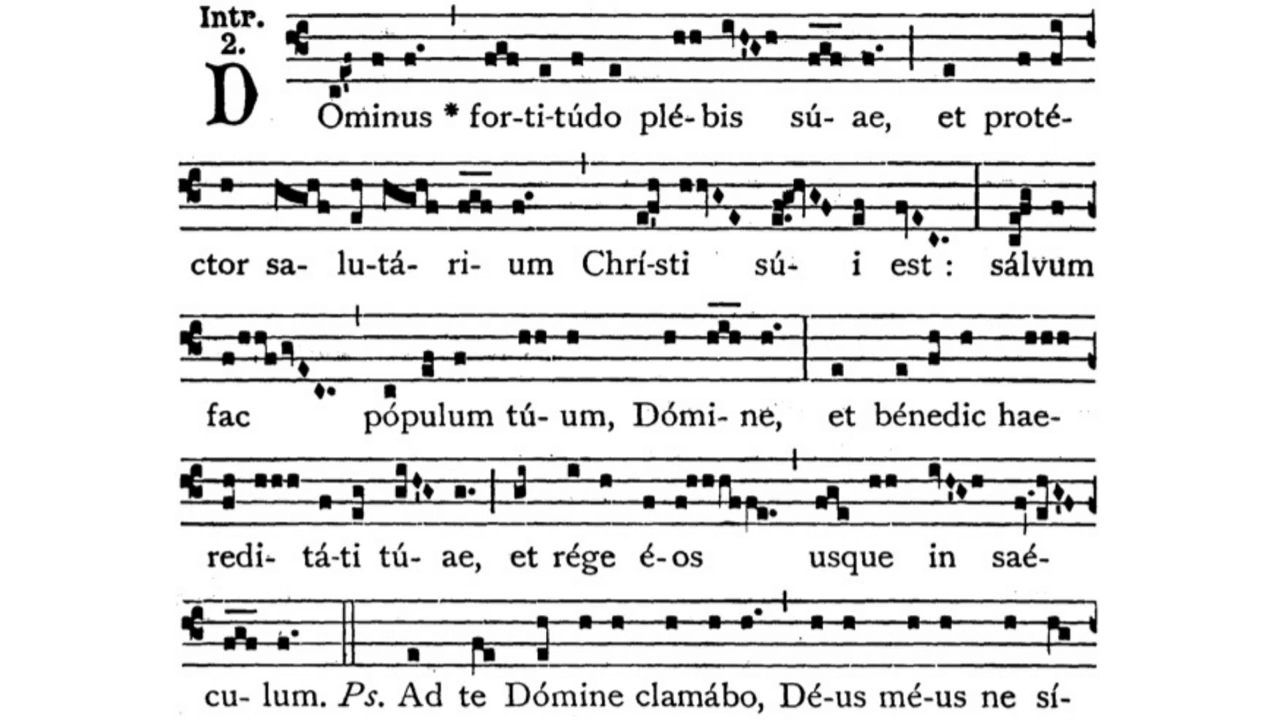 Intr.
2.
DOminus * for-ti-túdo plé-bis sú- ae, et proté-
ctor sa- lu-tá- ri- um Chrí-sti sú- i est : sálvum
fac pópulum tú- um, Dómi- ne, et bénedic hae-
redi- tá-ti tú- ae, et rége é-os usque in saé-
cu- lum. Ps. Ad te Dómine clamábo, Dé-us mé-us ne sí-